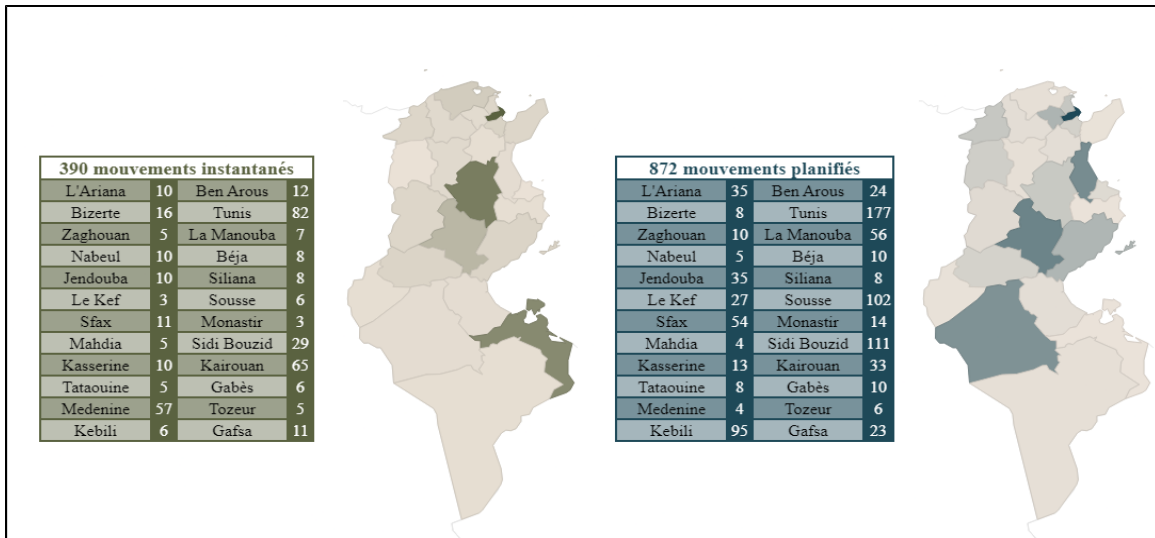 390 mouvements instantanés
L'Ariana 10 Ben Arous 12
Bizerte 16 Tunis 82
Zaghouan 5 La Manouba 7
Nabeul 10 Béja 8
Jendouba 10 Siliana 8
Le Kef 3 Sousse 6
Sfax 11 Monastir 3
Mahdia 5 Sidi Bouzid 29
Kasserine 10 Kairouan 65
Tataouine 5 Gabès 6
Medenine 57 Tozeur 5
Kebili 6 Gafsa 11
872 mouvements planifiés
L'Ariana 35 Ben Arous 24
Bizerte 8 Tunis 177
Zaghouan 10 La Manouba 56
Nabeul 5 Béja 10
Jendouba 35 Siliana 8
Le Kef 27 Sousse 102
Sfax 54 Monastir 14
Mahdia 4 Sidi Bouzid 111
Kasserine 13 Kairouan 33
Tataouine 8 Gabès 10
Medenine 4 Tozeur 6
Kebili 95 Gafsa 23